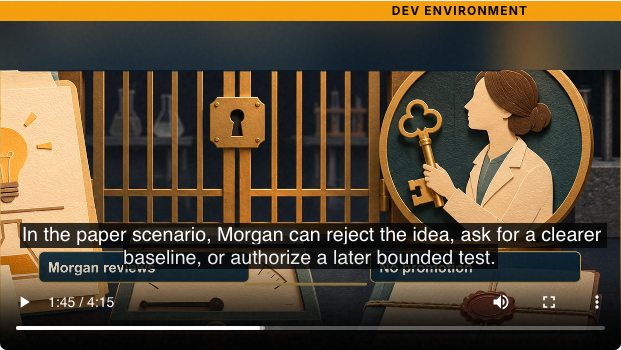 DEV ENVIRONMENT
In the paper scenario, Morgan can reject the idea, ask for a clearer
baseline, or authorize a later bounded test.
Morgan reviews
No promotion
1:45 / 4:15